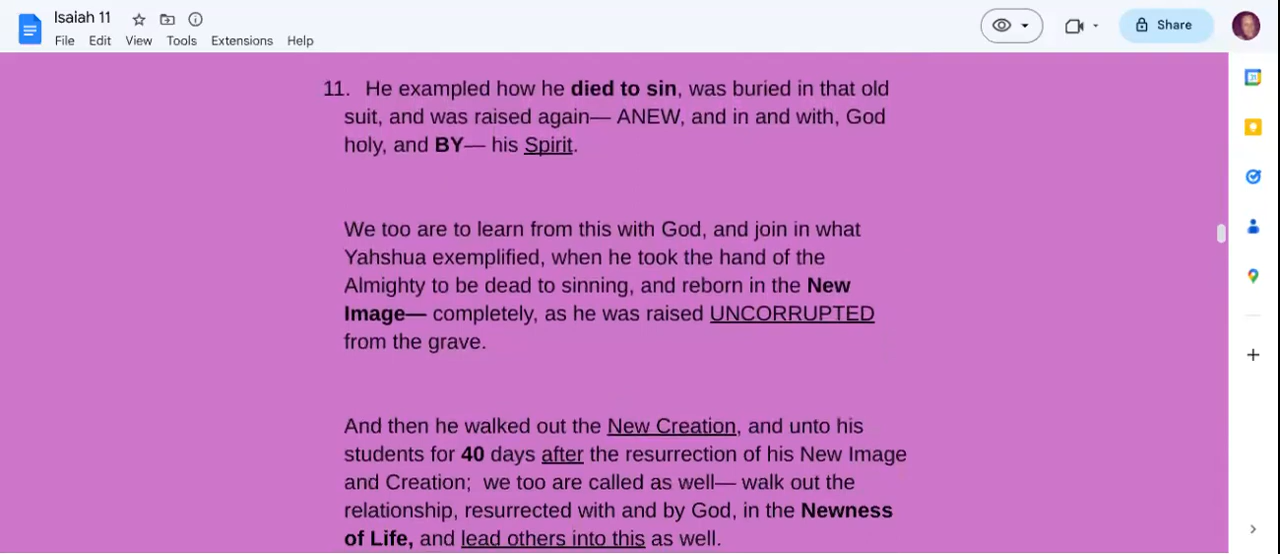 Isaiah 11
File Edit View Tools Extensions Help
Share
11. He exampled how he died to sin, was buried in that old
suit, and was raised again— ANEW, and in and with, God
holy, and BY— his Spirit.
We too are to learn from this with God, and join in what
Yahshua exemplified, when he took the hand of the
Almighty to be dead to sinning, and reborn in the New
Image— completely, as he was raised UNCORRUPTED
from the grave.
And then he walked out the New Creation, and unto his
students for 40 days after the resurrection of his New Image
and Creation; we too are called as well— walk out the
relationship, resurrected with and by God, in the Newness
of Life, and lead others into this as well.